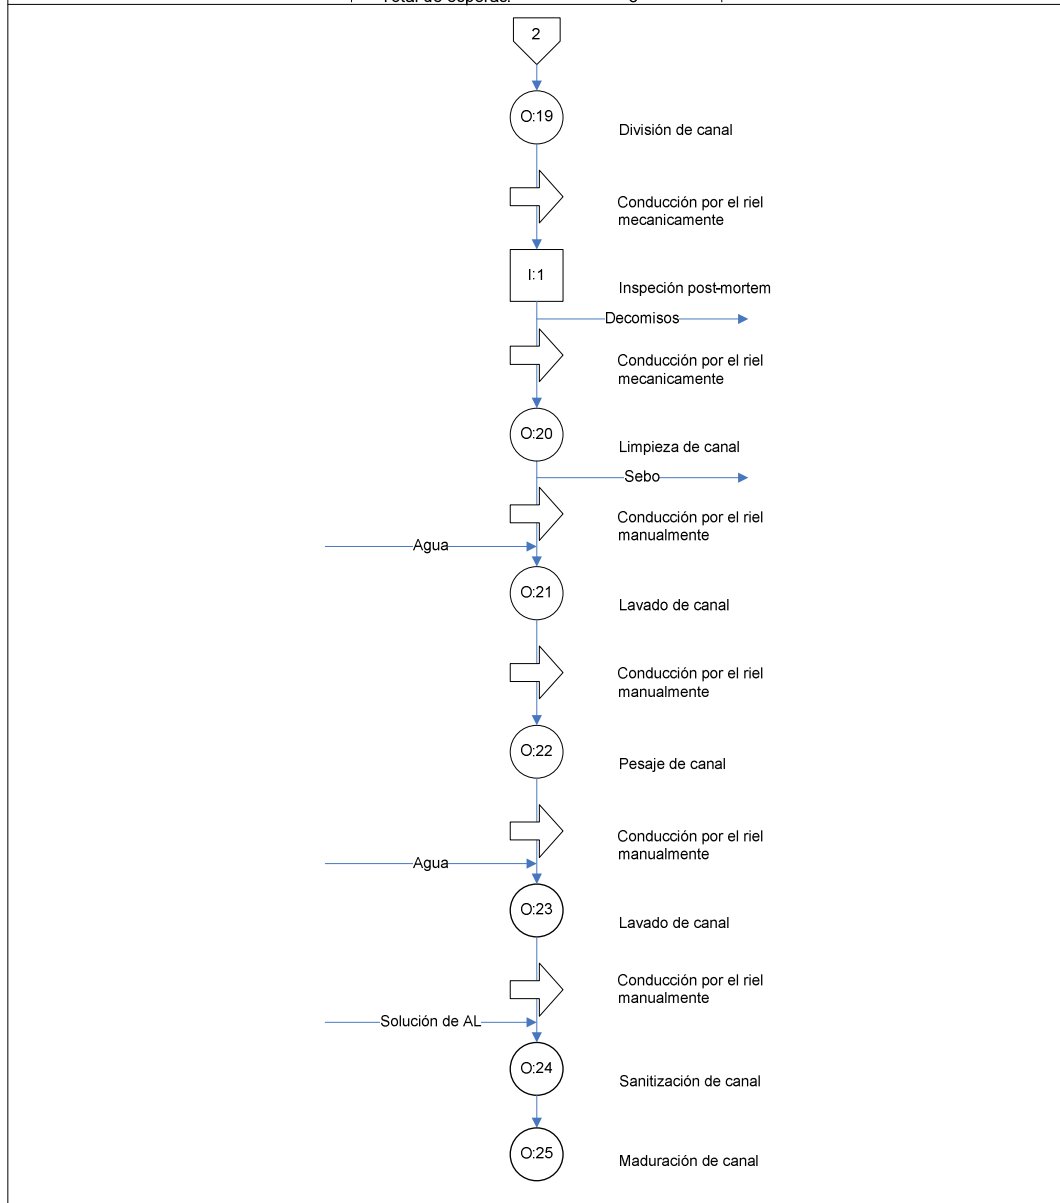 2
O:19
División de canal
Conducción por el riel
mecanicamente
I:1
Inspeción post-mortem
Decomisos
Conducción por el riel
mecanicamente
O:20
Limpieza de canal
Sebo
Conducción por el riel
manualmente
Agua
O:21
Lavado de canal
Conducción por el riel
manualmente
O:22
Pesaje de canal
Conducción por el riel
manualmente
Agua
O:23
Lavado de canal
Conducción por el riel
manualmente
Solución de AL
O:24
Sanitización de canal
O:25
Maduración de canal